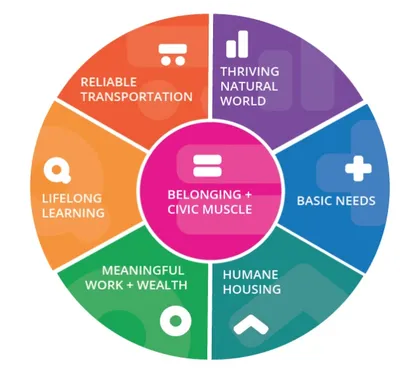 RELIABLE
TRANSPORTATION
THRIVING
NATURAL
WORLD
LIFELONG
LEARNING
BELONGING +
CIVIC MUSCLE
BASIC NEEDS
MEANINGFUL
WORK + WEALTH
HUMANE
HOUSING